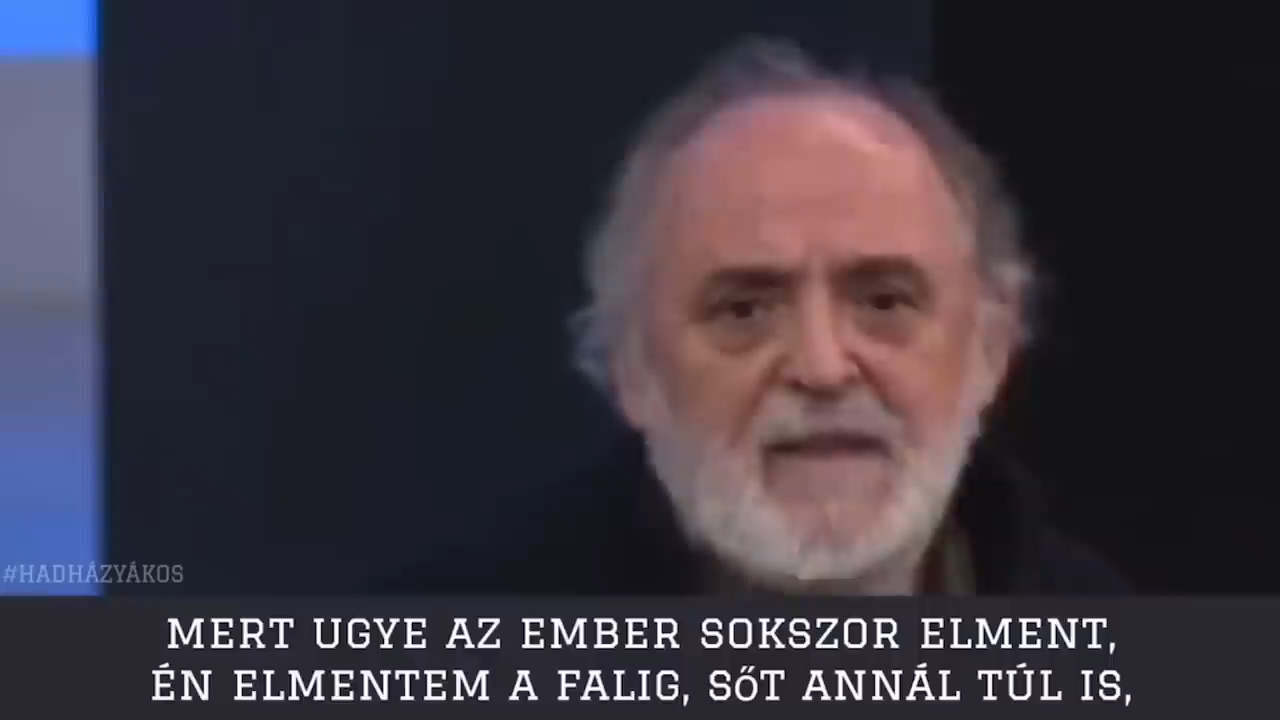 #HADHÁZYÁKOS
MERT UGYE AZ EMBER SOKSZOR ELMENT,
ÉN ELMENTEM A FALIG, SŐT ANNÁL TÚL IS,